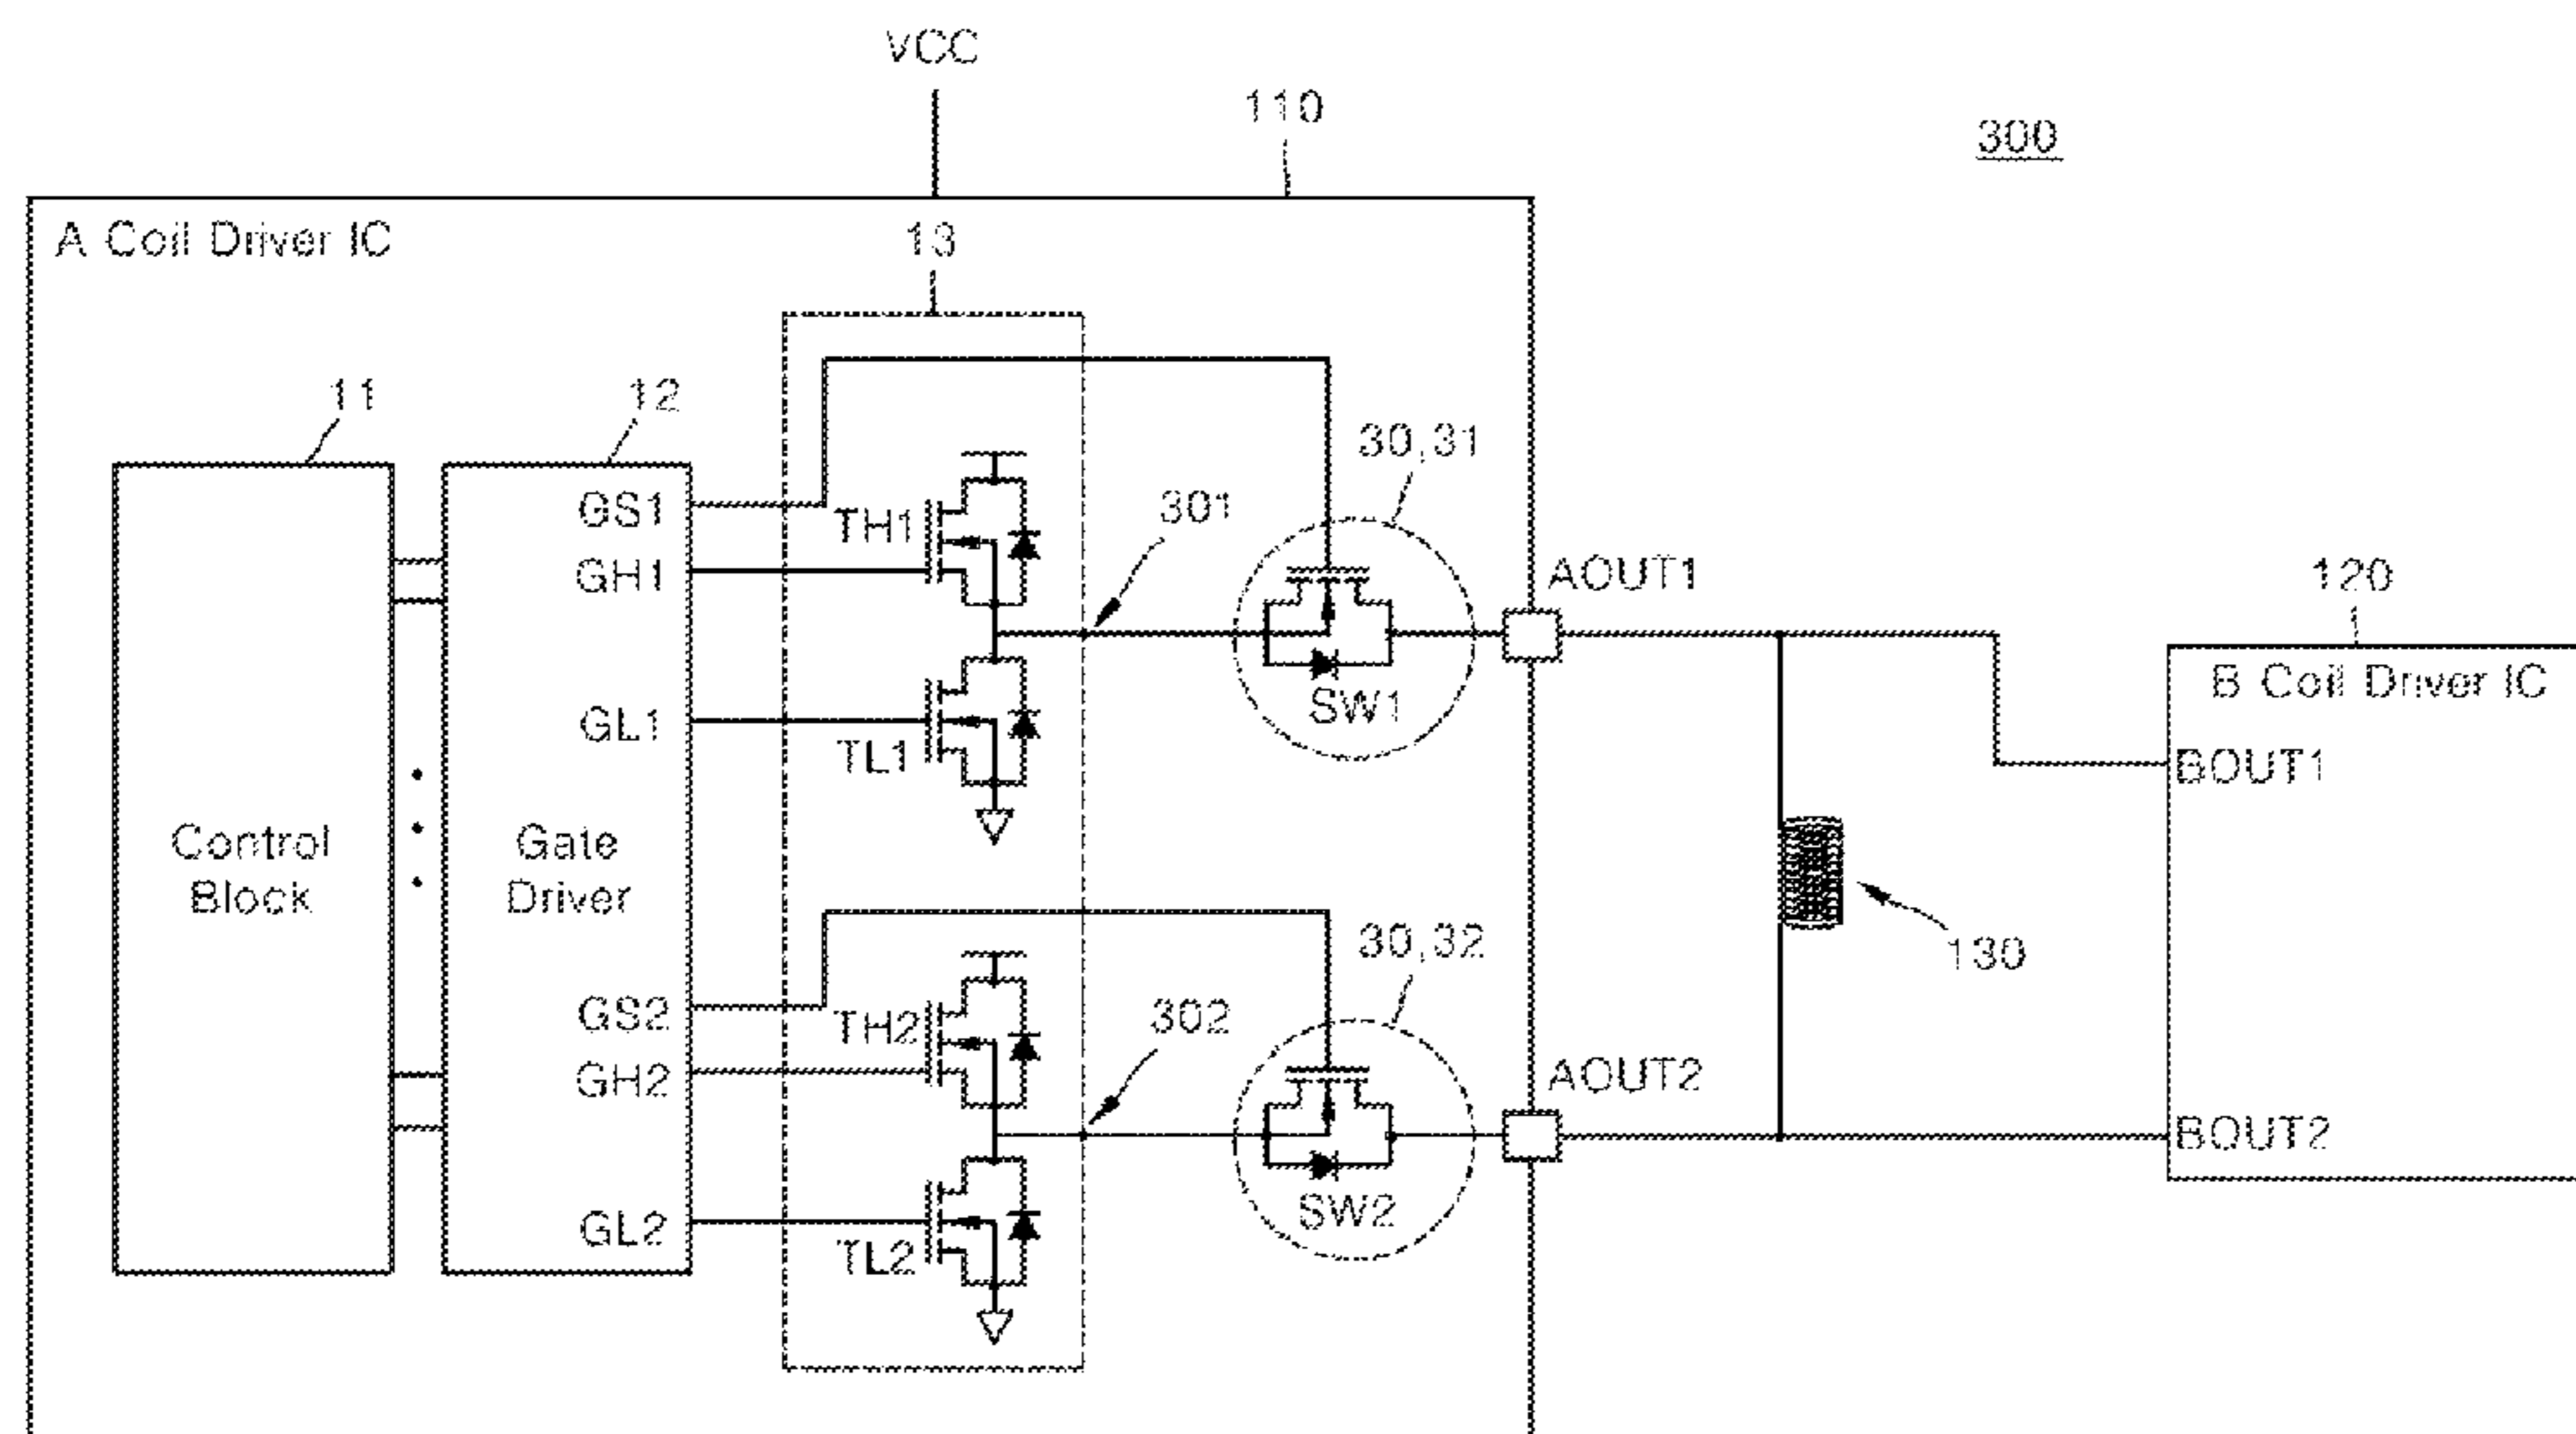 VCC
110
300
A Coil Driver IC
13
11
12
30,31
GS1
TH1
301
GH1
AOUT1
120
B Coil Driver IC
SW1
GL1
TL1
BOUT1
Control
Block
Gate
Driver
130
30,32
GS2
TH2
302
GH2
AOUT2
BOUT2
SW2
GL2
TL2